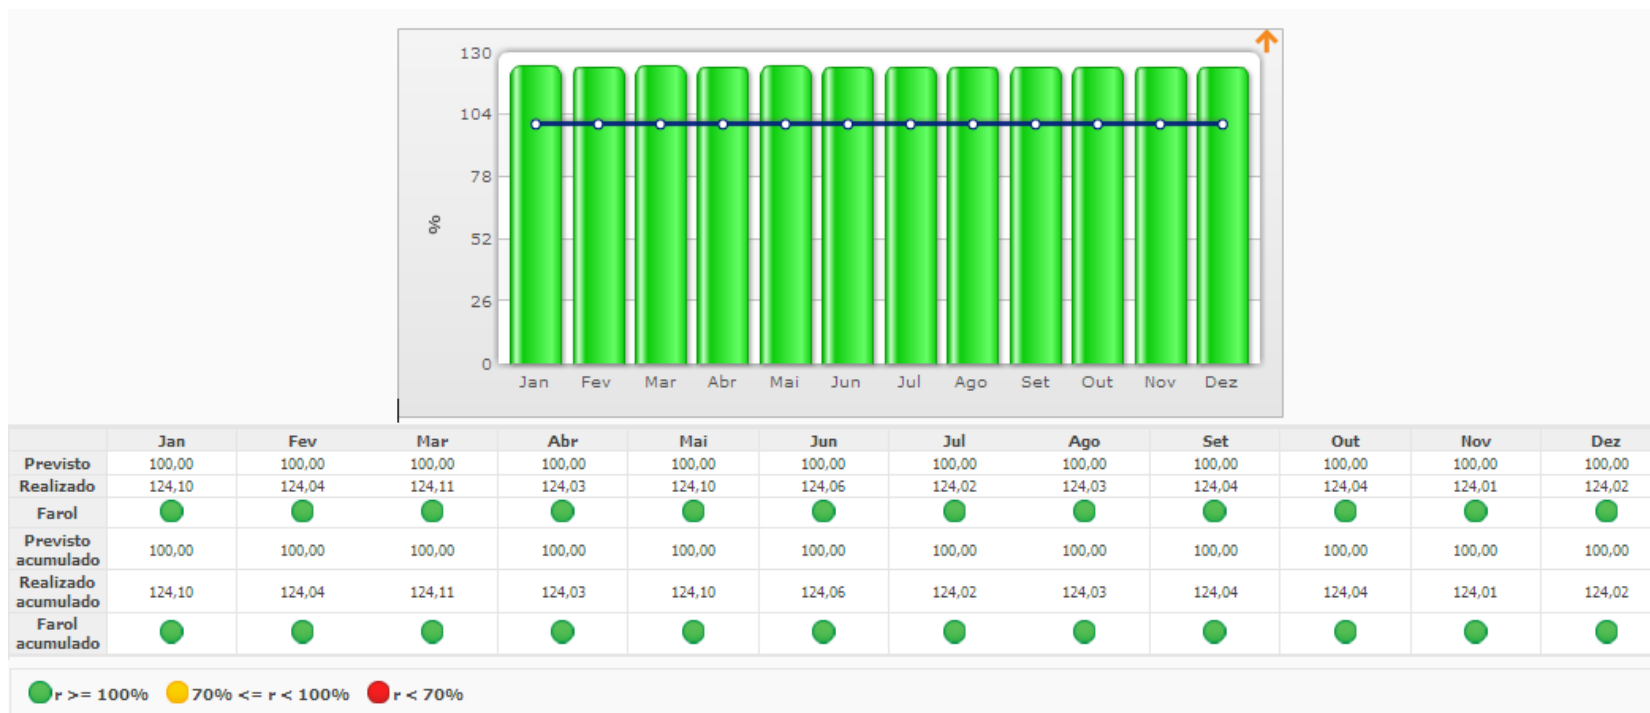 130
104
78
52
26
0
%
Jan Fev Mar Abr Mai Jun Jul Ago Set Out Nov Dez
Jan Fev Mar Abr Mai Jun Jul Ago Set Out Nov Dez
Previsto 100,00 100,00 100,00 100,00 100,00 100,00 100,00 100,00 100,00 100,00 100,00 100,00
Realizado 124,10 124,04 124,11 124,03 124,10 124,06 124,02 124,03 124,04 124,04 124,01 124,02
Farol
Previsto
acumulado 100,00 100,00 100,00 100,00 100,00 100,00 100,00 100,00 100,00 100,00 100,00 100,00
Realizado
acumulado 124,10 124,04 124,11 124,03 124,10 124,06 124,02 124,03 124,04 124,04 124,01 124,02
Farol
acumulado
r >= 100% 70% <= r < 100% r < 70%